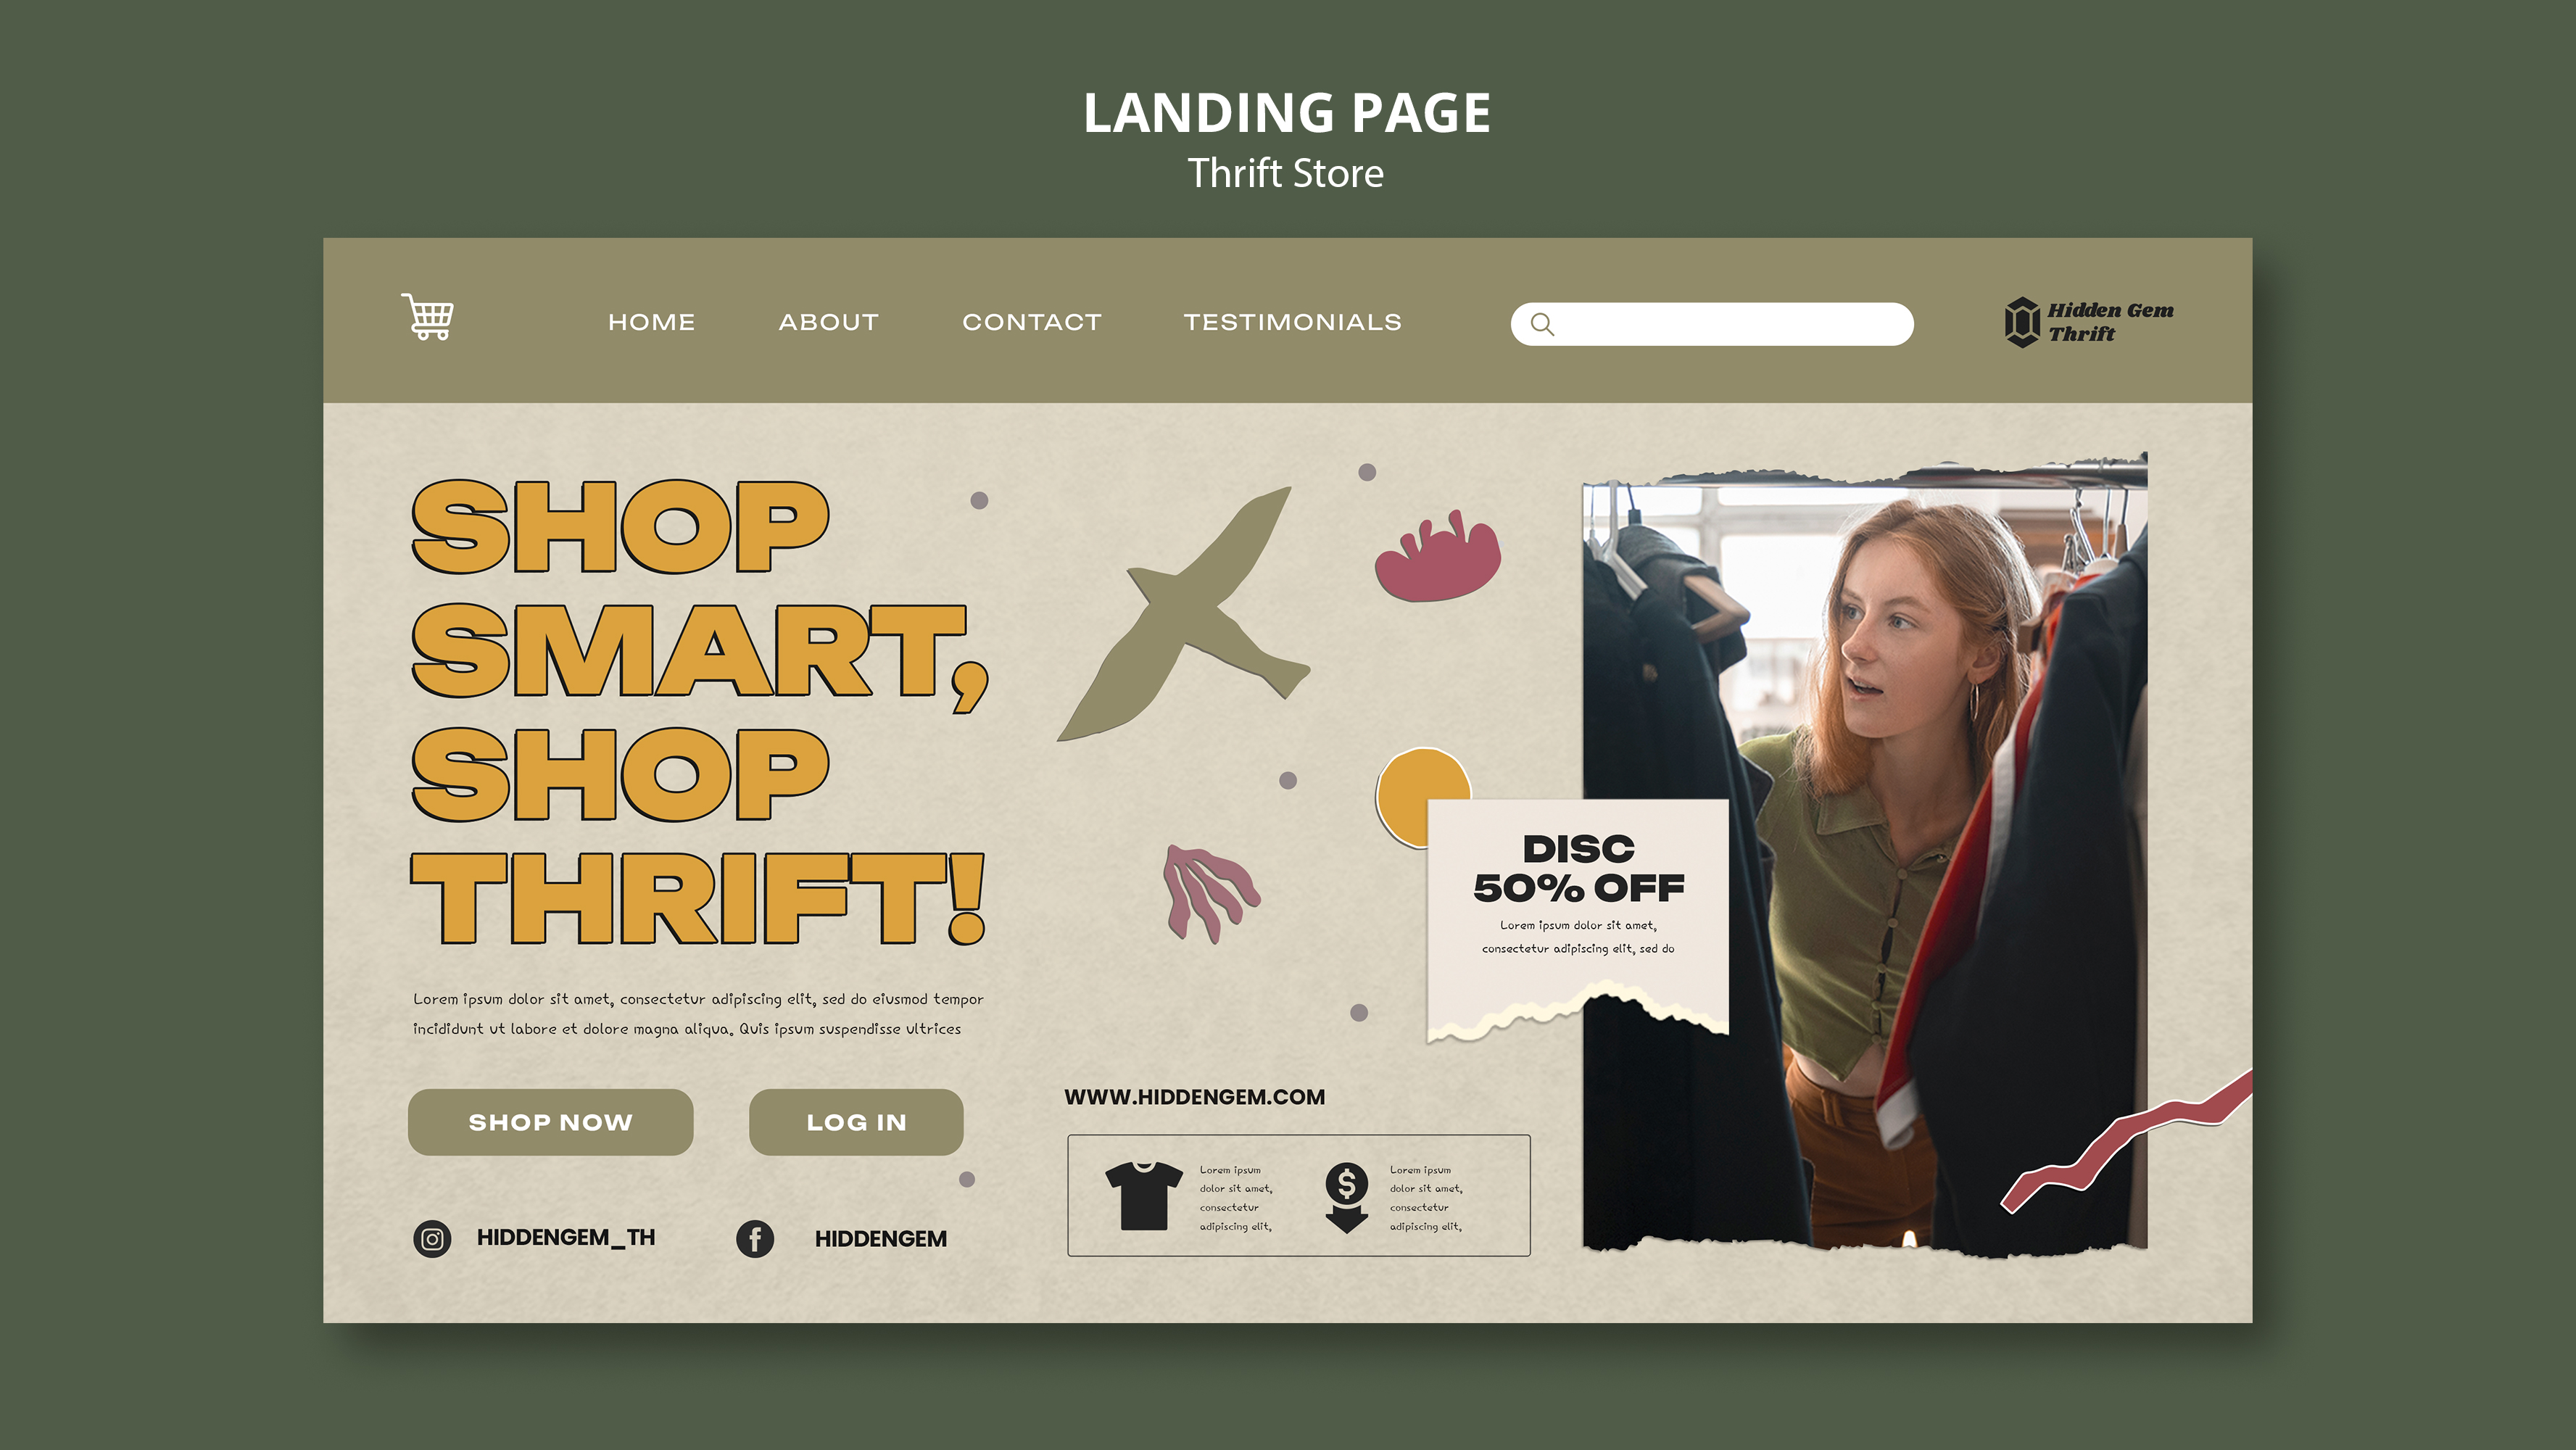 LANDING PAGE
Thrift Store
HOME ABOUT CONTACT TESTIMONIALS
Hidden Gem
Thrift
SHOP
SMART,
SHOP
THRIFT!
Lorem ipsum dolor sit amet, consectetur adipiscing elit, sed do eiusmod tempor
incididunt ut labore et dolore magna aliqua. Quis ipsum suspendisse ultrices
SHOP NOW
LOG IN
HIDDENGEM_TH
HIDDENGEM
DISC
50% OFF
Lorem ipsum dolor sit amet,
consectetur adipiscing elit, sed do
WWW.HIDDENGEM.COM
Lorem ipsum
dolor sit amet,
consectetur
adipiscing elit,
$
Lorem ipsum
dolor sit amet,
consectetur
adipiscing elit,